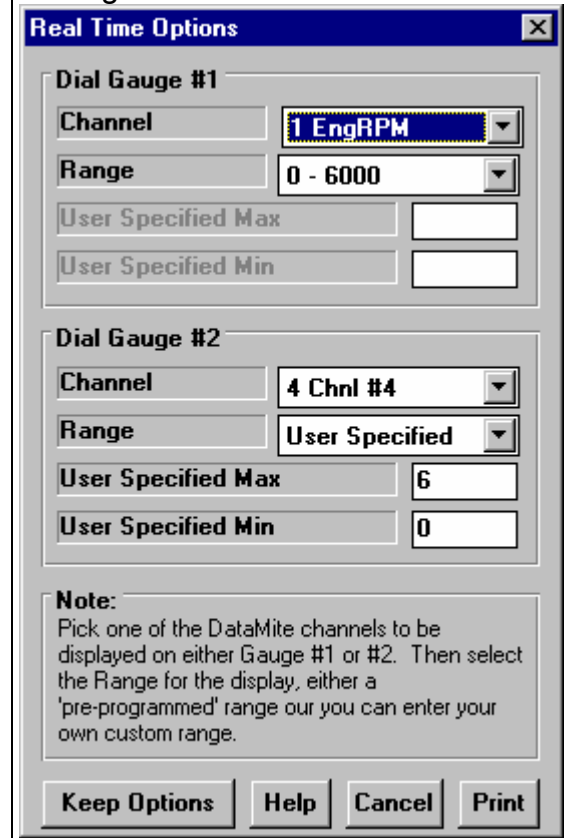 Real Time Options
Dial Gauge #1
Channel 1 EngRPM
Range 0 - 6000
User Specified Max
User Specified Min
Dial Gauge #2
Channel 4 Chnl #4
Range User Specified
User Specified Max 6
User Specified Min 0
Note:
Pick one of the DataMite channels to be
displayed on either Gauge #1 or #2. Then select
the Range for the display, either a
'pre-programmed' range our you can enter your
own custom range.
Keep Options Help Cancel Print